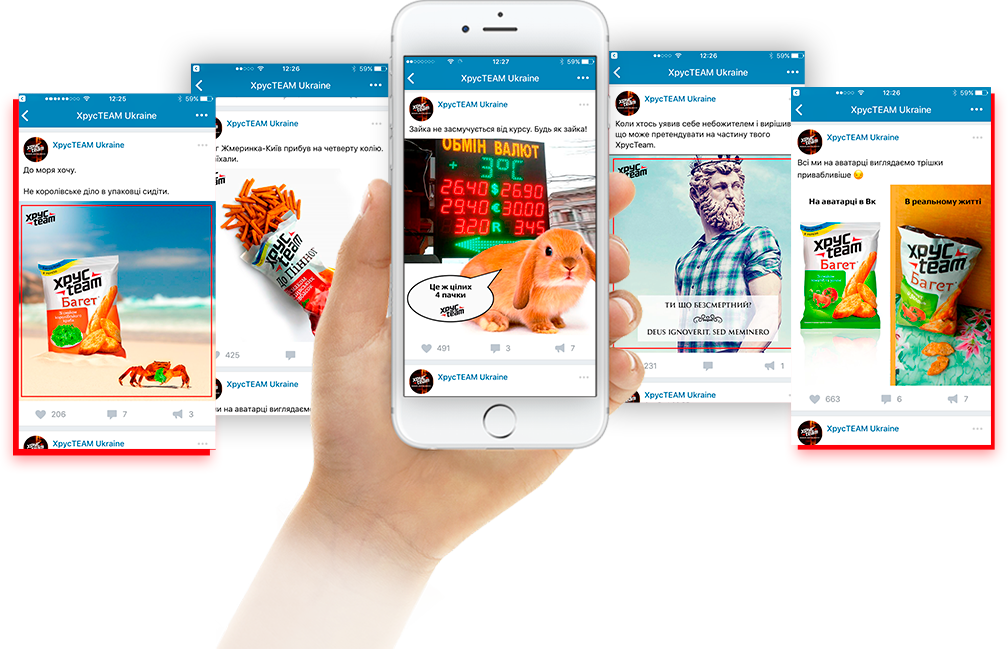 12:25
59%
ХрусTEAM Ukraine
ХрусTEAM Ukraine
До моря хочу.
Не королівське діло в упаковці сидіти.
хрус team
хрус team
Багет
206
7
3
ХрусTEAM Ukraine
12:26
59%
ХрусTEAM Ukraine
ХрусTEAM Ukraine
Жмеринка-Київ прибув на четверту колію.
їхали.
хрус team
До пінної
425
ХрусTEAM Ukraine
ми на аватарці виглядаємо
12:27
59%
ХрусTEAM Ukraine
ХрусTEAM Ukraine
Зайка не засмучується від курсу. Будь як зайка!
ОБМІН ВАЛЮТ
+ 3°C
26.40 $ 26.90
29.40 € 30.00
3.20 R 3.45
Це ж цілих
4 пачки
хрус team
491
3
7
ХрусTEAM Ukraine
12:26
59%
ХрусTEAM Ukraine
ХрусTEAM Ukraine
Коли хтось уявив себе небожителем і вирішив
що може претендувати на частину твого
ХрусTeam.
хрус team
ТИ ЩО БЕЗСМЕРТНИЙ?
DEUS IGNOVERIT, SED MEMINERO
231
1
ХрусTEAM Ukraine
12:26
59%
ХрусTEAM Ukraine
ХрусTEAM Ukraine
Всі ми на аватарці виглядаємо трішки
привабливіше 😏
На аватарці в Вк
В реальному житті
хрус team
Багет
хрус team
Багет
663
6
7
ХрусTEAM Ukraine